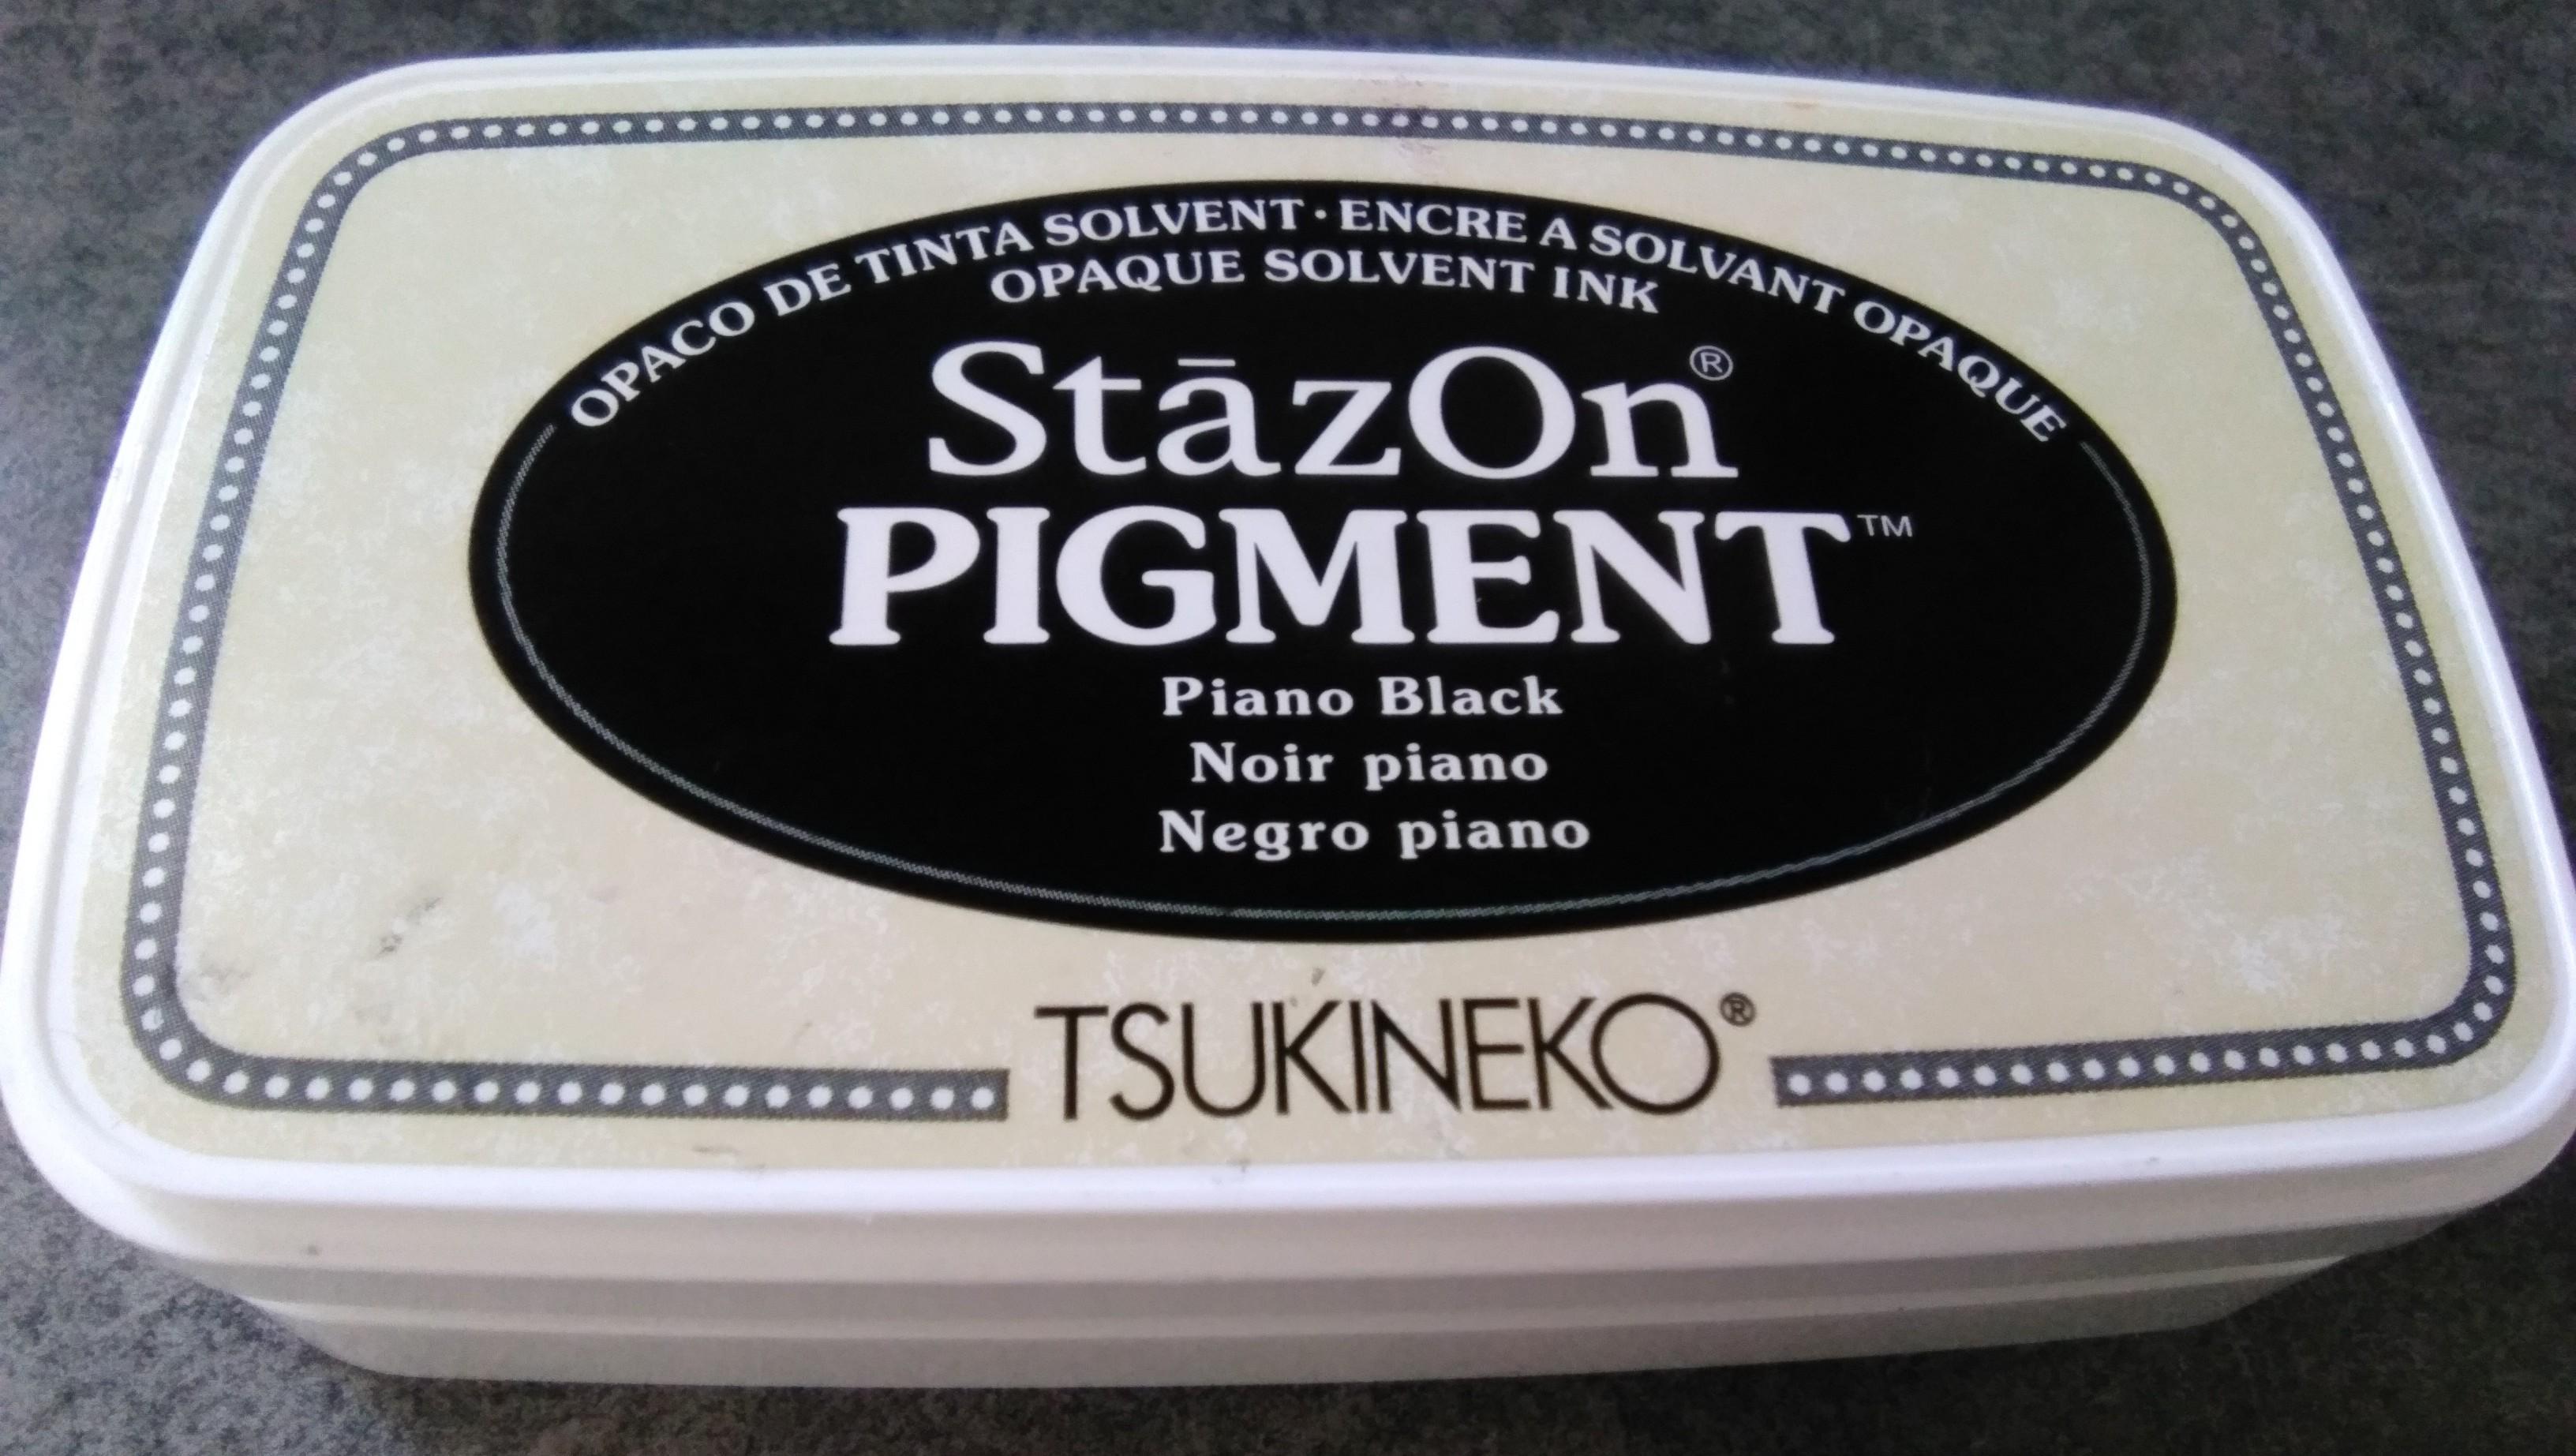 OPACO DE TINTA SOLVENT · ENCRE A SOLVANT OPAQUE
OPAQUE SOLVENT INK
StāzOn®
PIGMENT™
Piano Black
Noir piano
Negro piano
TSUKINEKO®